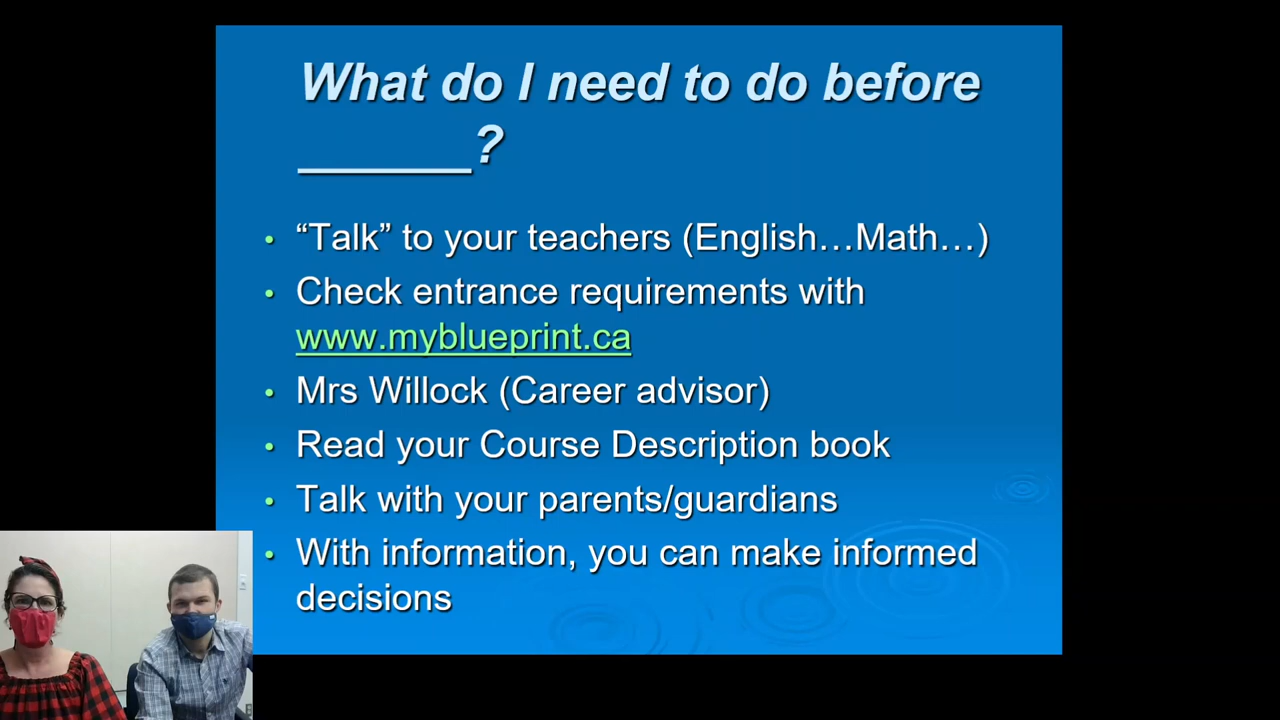 What do I need to do before
______?
• “Talk” to your teachers (English…Math…)
• Check entrance requirements with
www.myblueprint.ca
• Mrs Willock (Career advisor)
• Read your Course Description book
• Talk with your parents/guardians
• With information, you can make informed
decisions